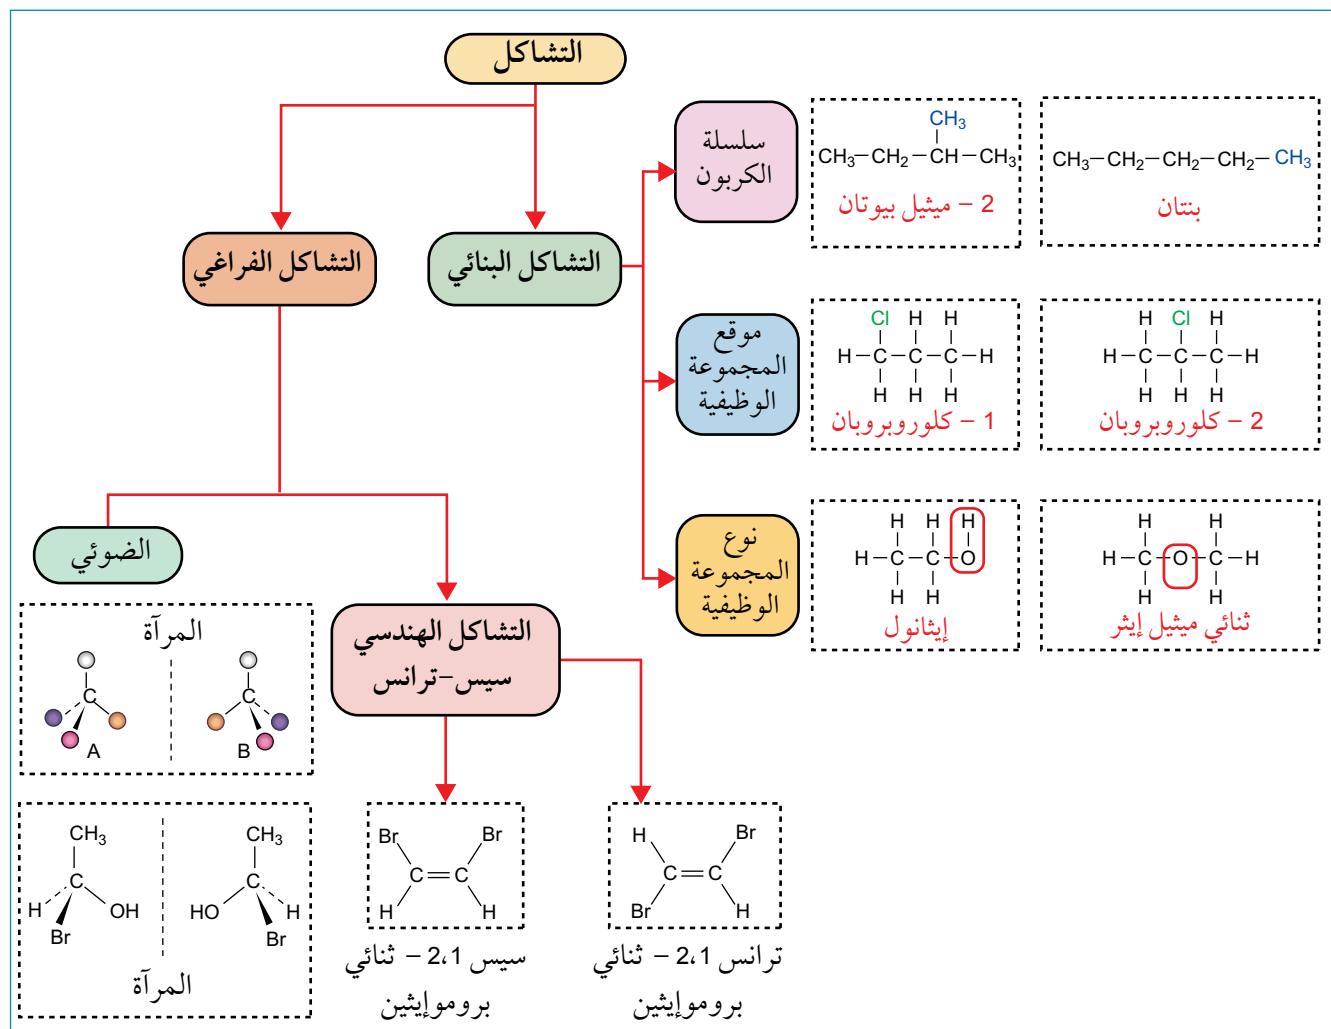 التشاكل
التشاكل البنائي
التشاكل الفراغي
سلسلة
الكربون
CH3
CH3–CH2–CH–CH3
2 – ميثيل بيوتان
CH3–CH2–CH2–CH2–CH3
بنتان
موقع
المجموعة
الوظيفية
Cl H H
H–C–C–C–H
H H H
1 – كلوروبروبان
H Cl H
H–C–C–C–H
H H H
2 – كلوروبروبان
نوع
المجموعة
الوظيفية
H H H
H–C–C–O
H H
إيثانول
H H
H–C–O–C–H
H H
ثنائي ميثيل إيثر
الضوئي
المرآة
C C
A B
CH3 CH3
C C
H OH HO H
Br Br
المرآة
التشاكل الهندسي
سيس-ترانس
Br Br
C=C
H H
سيس 2،1 – ثنائي
بروموإيثين
H Br
C=C
Br H
ترانس 2،1 – ثنائي
بروموإيثين